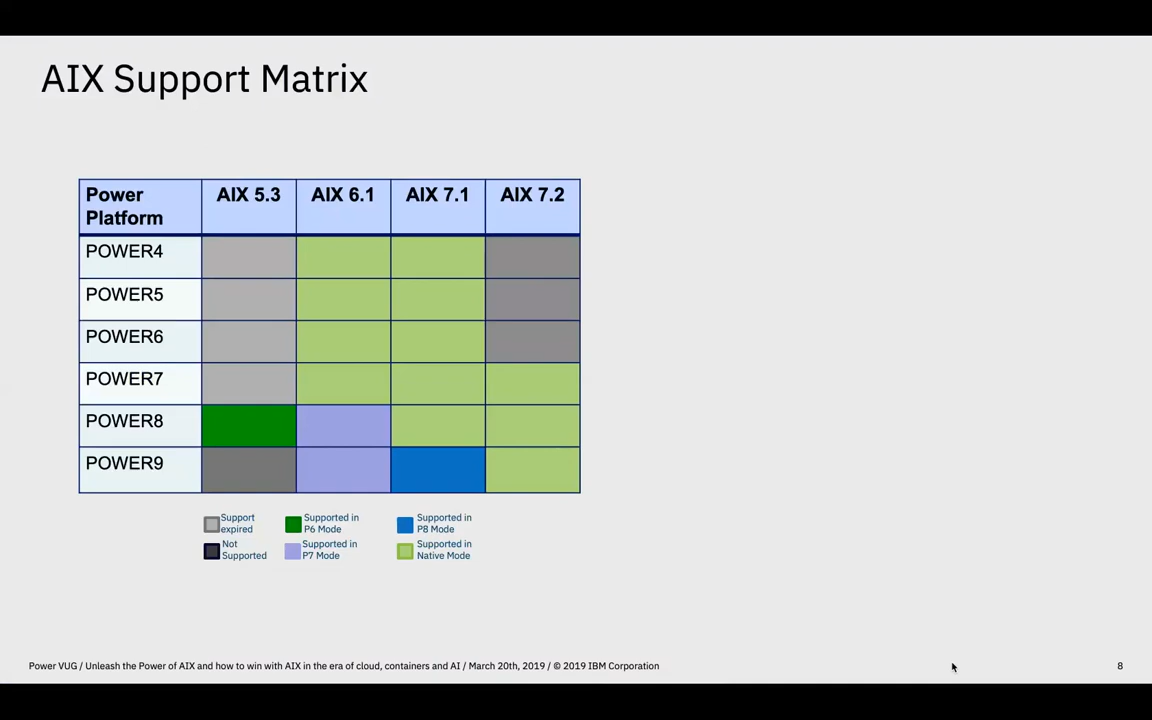 AIX Support Matrix
Power Platform AIX 5.3 AIX 6.1 AIX 7.1 AIX 7.2
POWER4
POWER5
POWER6
POWER7
POWER8
POWER9
Support expired
Supported in P6 Mode
Supported in P8 Mode
Not Supported
Supported in P7 Mode
Supported in Native Mode
Power VUG / Unleash the Power of AIX and how to win with AIX in the era of cloud, containers and AI / March 20th, 2019 / © 2019 IBM Corporation
8